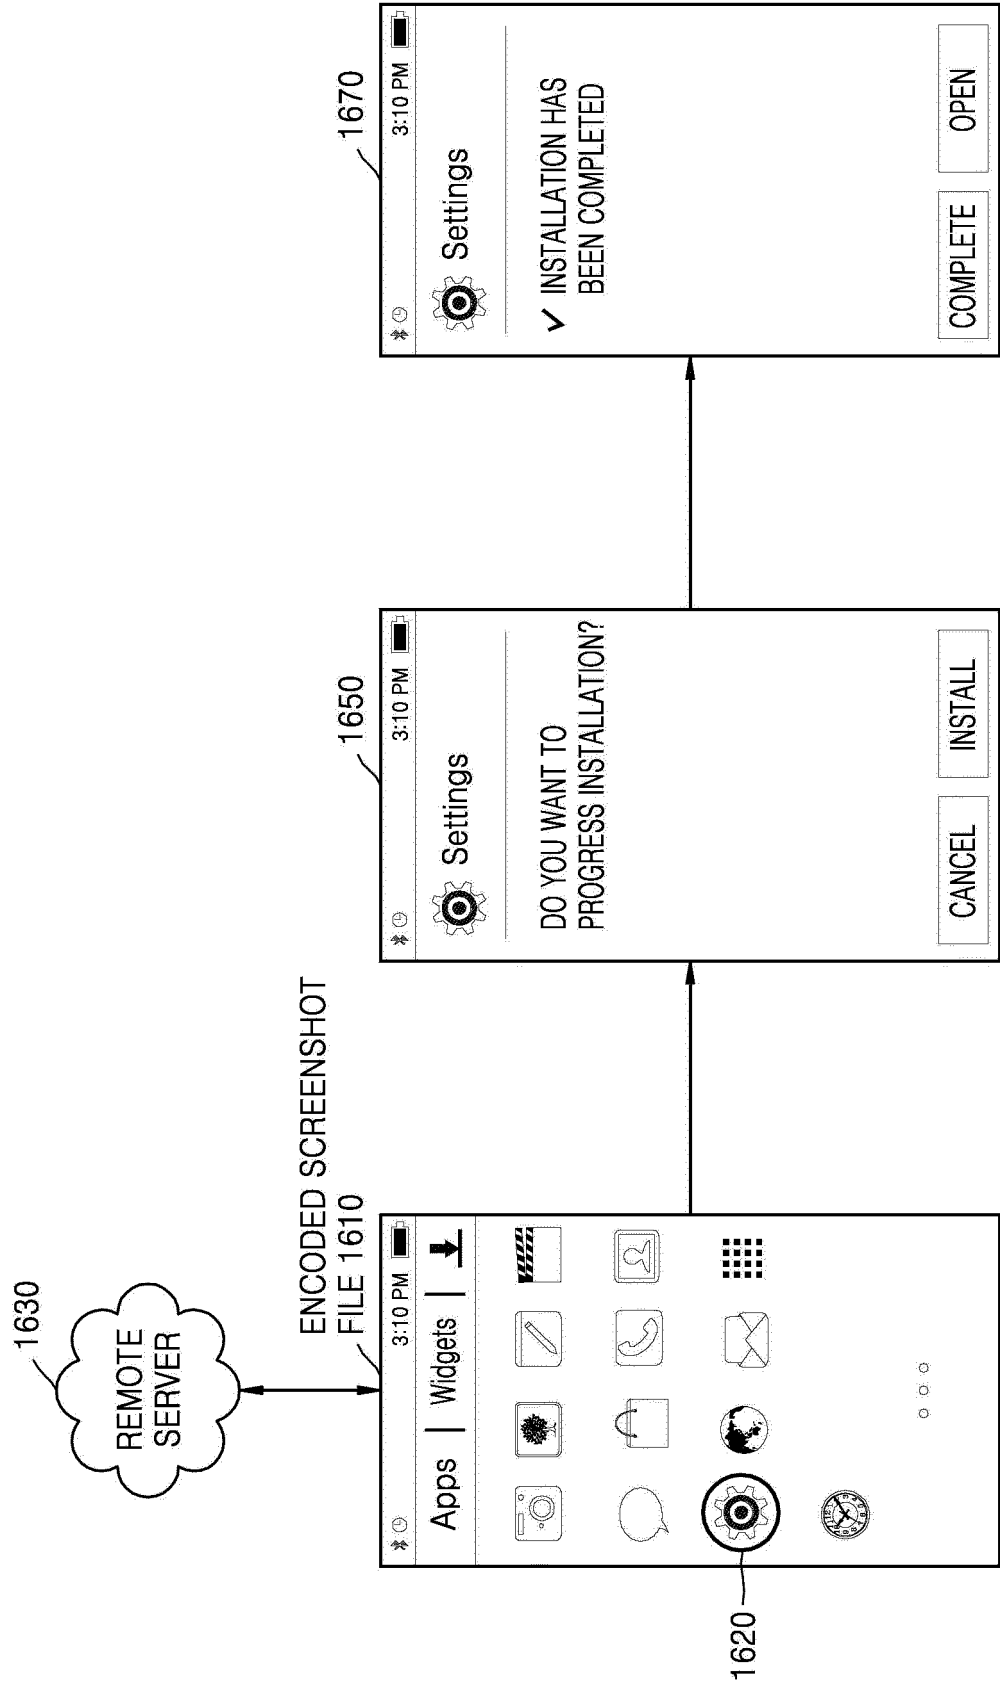 1630
REMOTE
SERVER
ENCODED SCREENSHOT
FILE 1610
3:10 PM
Apps
Widgets
1620
1650
3:10 PM
Settings
DO YOU WANT TO
PROGRESS INSTALLATION?
CANCEL
INSTALL
1670
3:10 PM
Settings
INSTALLATION HAS
BEEN COMPLETED
COMPLETE
OPEN